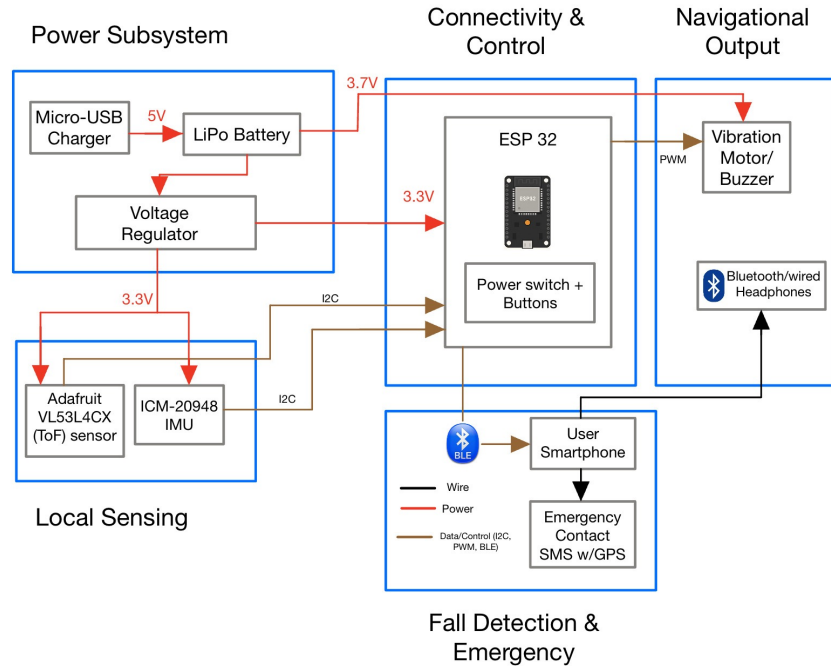 Power Subsystem
Connectivity &
Control
Navigational
Output
Micro-USB
Charger
5V
LiPo Battery
3.7V
Voltage
Regulator
3.3V
3.3V
ESP 32
ESP32
Power switch +
Buttons
PWM
Vibration
Motor/
Buzzer
Bluetooth/wired
Headphones
I2C
I2C
Adafruit
VL53L4CX
(ToF) sensor
ICM-20948
IMU
Local Sensing
BLE
User
Smartphone
Wire
Power
Data/Control (I2C,
PWM, BLE)
Emergency
Contact
SMS w/GPS
Fall Detection &
Emergency